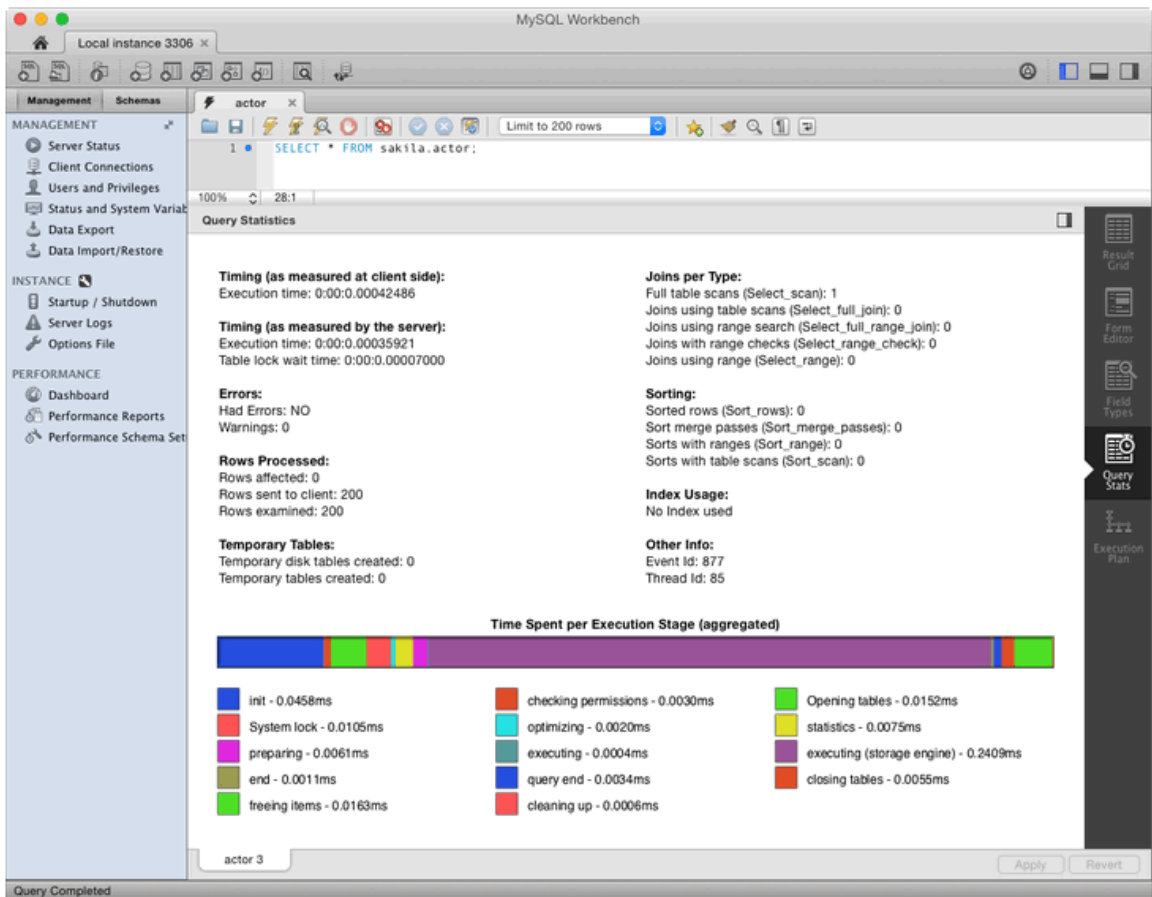 MySQL Workbench
Local instance 3306
Management Schemas
actor
MANAGEMENT
Server Status
Client Connections
Users and Privileges
Status and System Variab
Data Export
Data Import/Restore
INSTANCE
Startup / Shutdown
Server Logs
Options File
PERFORMANCE
Dashboard
Performance Reports
Performance Schema Set
Limit to 200 rows
1 SELECT * FROM sakila.actor;
100% 28:1
Query Statistics
Timing (as measured at client side):
Execution time: 0:00:0.00042486
Timing (as measured by the server):
Execution time: 0:00:0.00035921
Table lock wait time: 0:00:0.00007000
Errors:
Had Errors: NO
Warnings: 0
Rows Processed:
Rows affected: 0
Rows sent to client: 200
Rows examined: 200
Temporary Tables:
Temporary disk tables created: 0
Temporary tables created: 0
Joins per Type:
Full table scans (Select_scan): 1
Joins using table scans (Select_full_join): 0
Joins using range search (Select_full_range_join): 0
Joins with range checks (Select_range_check): 0
Joins using range (Select_range): 0
Sorting:
Sorted rows (Sort_rows): 0
Sort merge passes (Sort_merge_passes): 0
Sorts with ranges (Sort_range): 0
Sorts with table scans (Sort_scan): 0
Index Usage:
No Index used
Other Info:
Event Id: 877
Thread Id: 85
Time Spent per Execution Stage (aggregated)
init - 0.0458ms
checking permissions - 0.0030ms
Opening tables - 0.0152ms
System lock - 0.0105ms
optimizing - 0.0020ms
statistics - 0.0075ms
preparing - 0.0061ms
executing - 0.0004ms
executing (storage engine) - 0.2409ms
end - 0.0011ms
query end - 0.0034ms
closing tables - 0.0055ms
freeing items - 0.0163ms
cleaning up - 0.0006ms
Result
Grid
Form
Editor
Field
Types
Query
Stats
Execution
Plan
actor 3
Apply
Revert
Query Completed